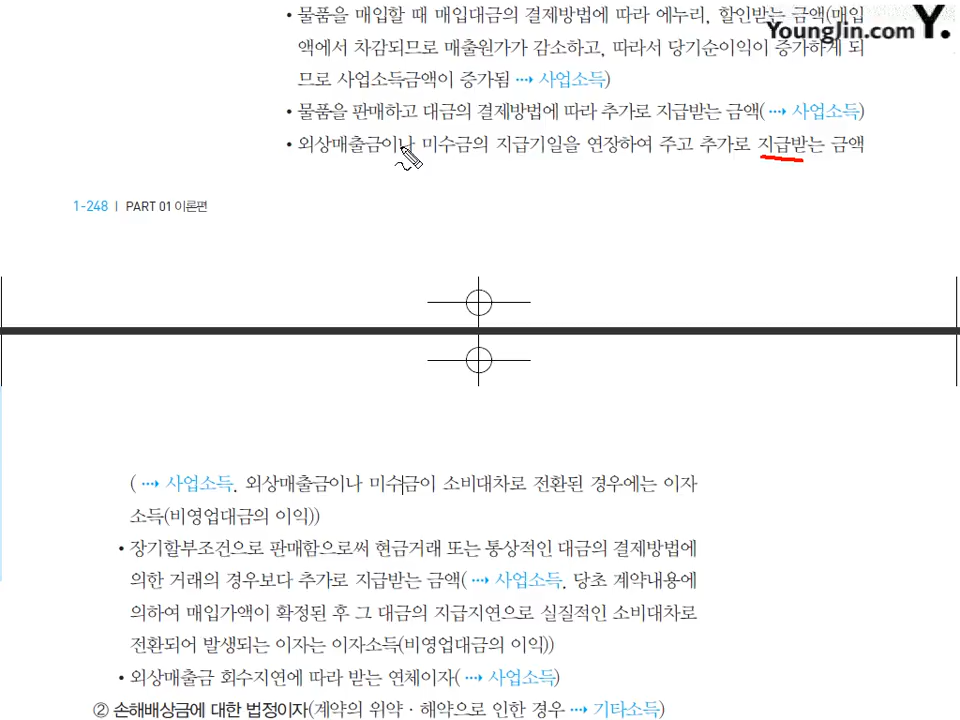 • 물품을 매입할 때 매입대금의 결제방법에 따라 에누리, 할인받는 금액(매입
YoungJin.com Y.
액에서 차감되므로 매출원가가 감소하고, 따라서 당기순이익이 증가하게 되
므로 사업소득금액이 증가됨 ⇢ 사업소득)
• 물품을 판매하고 대금의 결제방법에 따라 추가로 지급받는 금액( ⇢ 사업소득)
• 외상매출금이나 미수금의 지급기일을 연장하여 주고 추가로 지급받는 금액
1-248 | PART 01 이론편
( ⇢ 사업소득. 외상매출금이나 미수금이 소비대차로 전환된 경우에는 이자
소득(비영업대금의 이익))
• 장기할부조건으로 판매함으로써 현금거래 또는 통상적인 대금의 결제방법에
의한 거래의 경우보다 추가로 지급받는 금액( ⇢ 사업소득. 당초 계약내용에
의하여 매입가액이 확정된 후 그 대금의 지급지연으로 실질적인 소비대차로
전환되어 발생되는 이자는 이자소득(비영업대금의 이익))
• 외상매출금 회수지연에 따라 받는 연체이자( ⇢ 사업소득)
② 손해배상금에 대한 법정이자(계약의 위약 · 해약으로 인한 경우 ⇢ 기타소득)